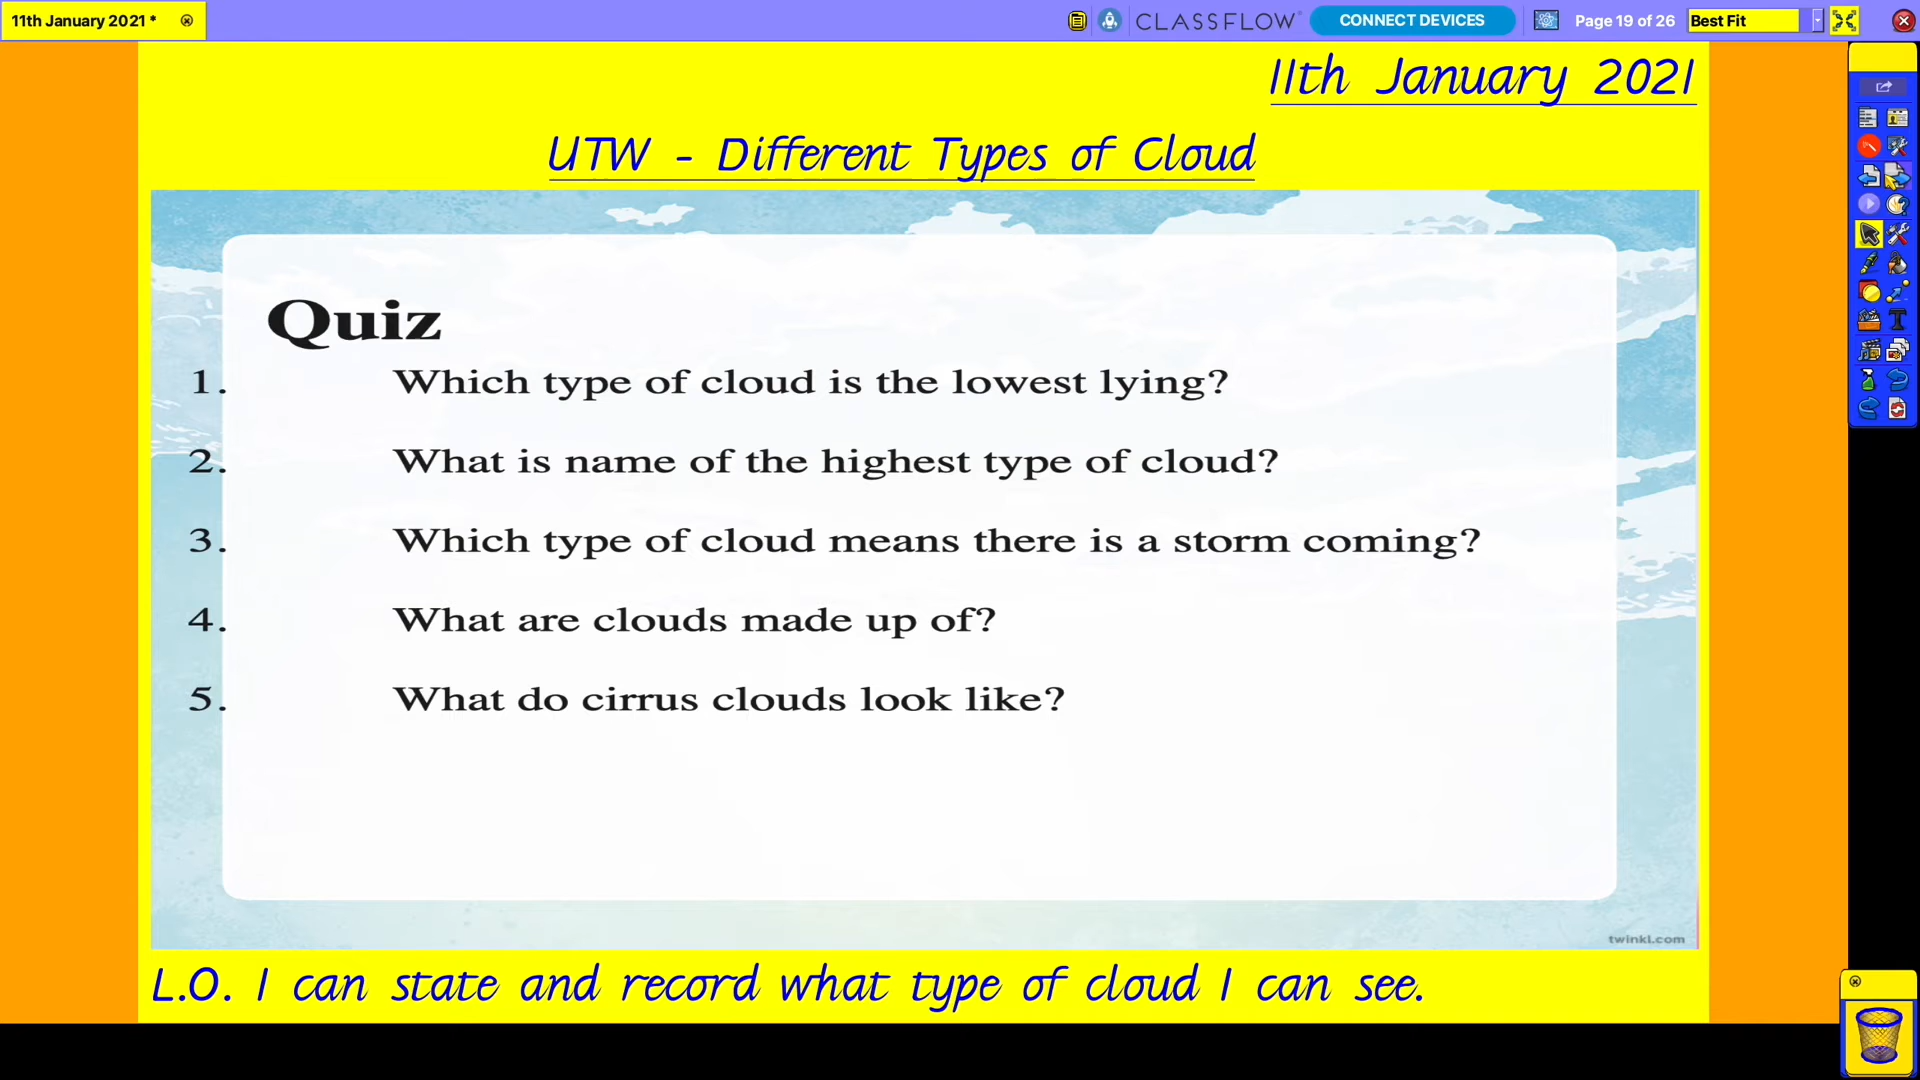 11th January 2021 *
CLASSFLOW
CONNECT DEVICES
Page 19 of 26
Best Fit
11th January 2021
UTW - Different Types of Cloud
Quiz
1. Which type of cloud is the lowest lying?
2. What is name of the highest type of cloud?
3. Which type of cloud means there is a storm coming?
4. What are clouds made up of?
5. What do cirrus clouds look like?
twinkl.com
L.O. I can state and record what type of cloud I can see.